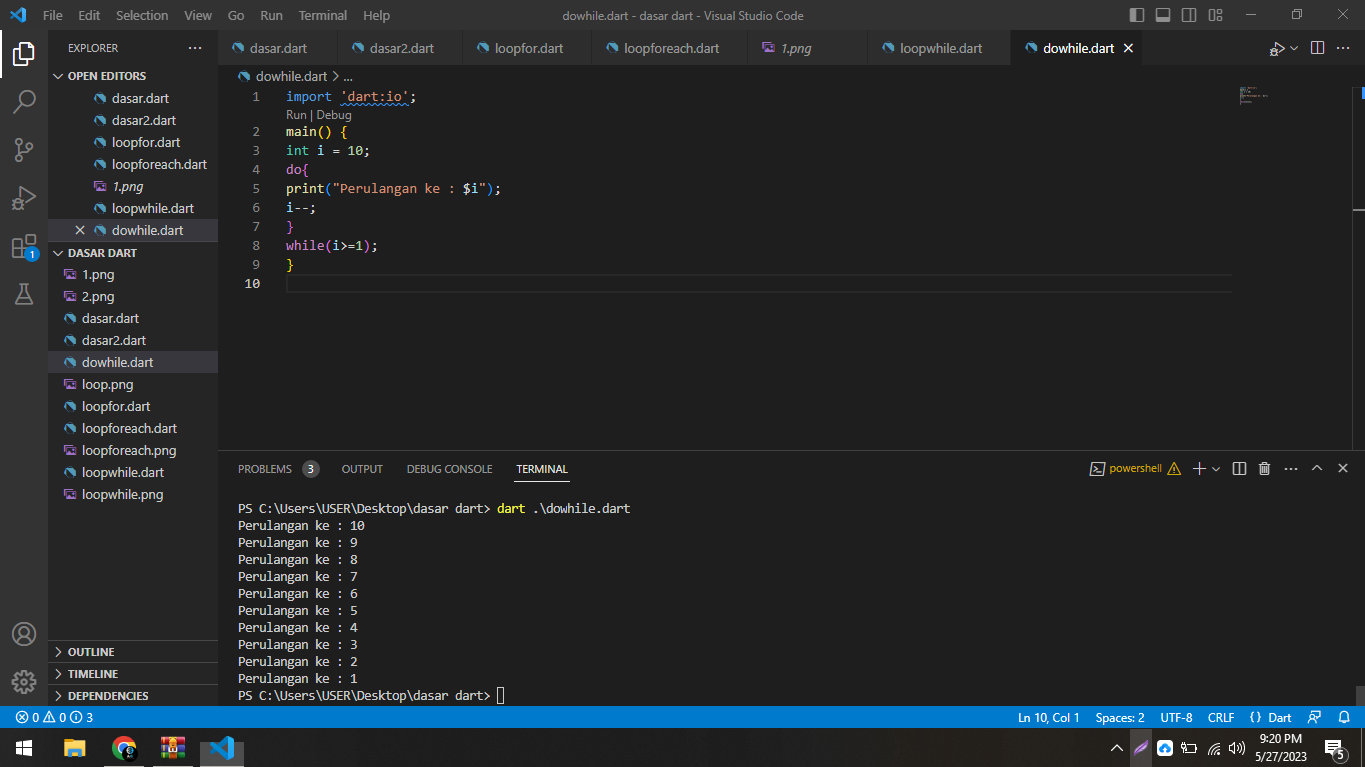 File Edit Selection View Go Run Terminal Help dowhile.dart - dasar dart - Visual Studio Code
EXPLORER
OPEN EDITORS
dasar.dart
dasar2.dart
loopfor.dart
loopforeach.dart
1.png
loopwhile.dart
dowhile.dart
DASAR DART
1.png
2.png
dasar.dart
dasar2.dart
dowhile.dart
loop.png
loopfor.dart
loopforeach.dart
loopforeach.png
loopwhile.dart
loopwhile.png
OUTLINE
TIMELINE
DEPENDENCIES
1
dasar.dart dasar2.dart loopfor.dart loopforeach.dart 1.png loopwhile.dart dowhile.dart
dowhile.dart > ...
1 import 'dart:io';
Run | Debug
2 main() {
3 int i = 10;
4 do{
5 print("Perulangan ke : $i");
6 i--;
7 }
8 while(i>=1);
9 }
10
PROBLEMS 3 OUTPUT DEBUG CONSOLE TERMINAL powershell
PS C:\Users\USER\Desktop\dasar dart> dart .\dowhile.dart
Perulangan ke : 10
Perulangan ke : 9
Perulangan ke : 8
Perulangan ke : 7
Perulangan ke : 6
Perulangan ke : 5
Perulangan ke : 4
Perulangan ke : 3
Perulangan ke : 2
Perulangan ke : 1
PS C:\Users\USER\Desktop\dasar dart>
0 0 3 Ln 10, Col 1 Spaces: 2 UTF-8 CRLF { } Dart
9:20 PM
5/27/2023
5